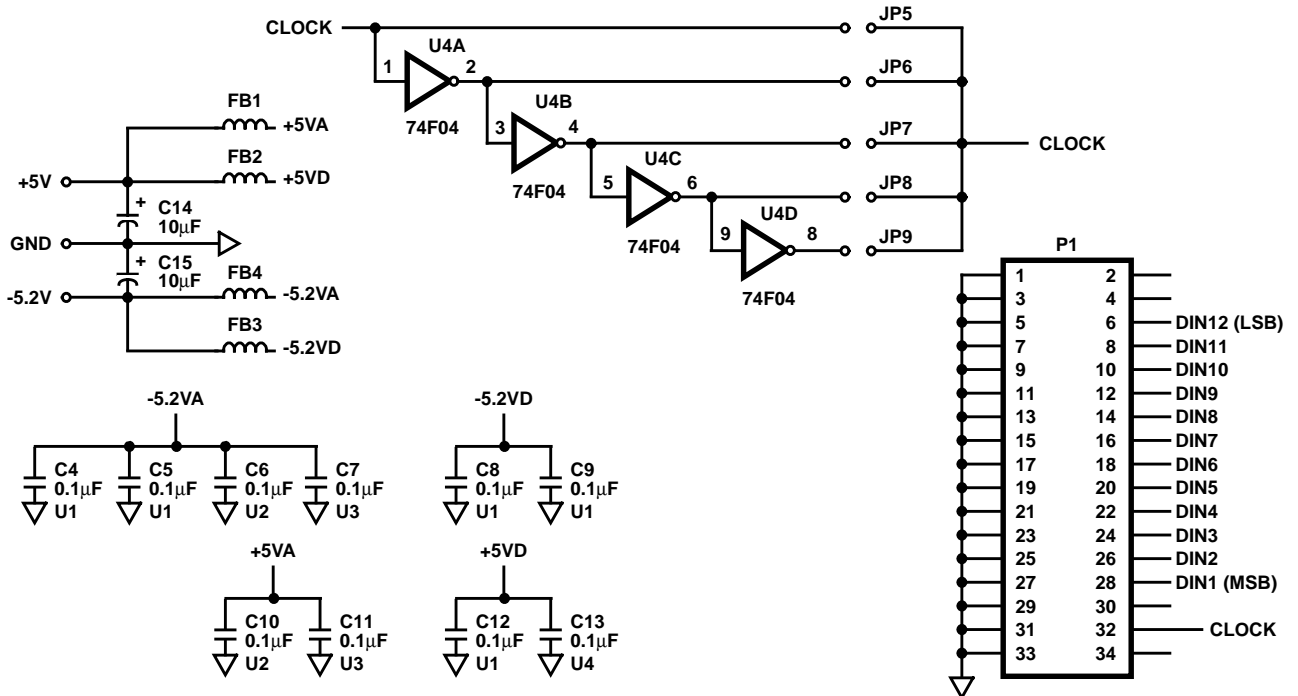 CLOCK
JP5
U4A
1
2
74F04
JP6
U4B
3
4
74F04
JP7
CLOCK
U4C
5
6
74F04
JP8
U4D
9
8
74F04
JP9
FB1
+5VA
FB2
+5V
+5VD
+
C14
10µF
GND
+
C15
10µF
FB4
-5.2V
-5.2VA
FB3
-5.2VD
P1
1 2
3 4
5 6 DIN12 (LSB)
7 8 DIN11
9 10 DIN10
11 12 DIN9
13 14 DIN8
15 16 DIN7
17 18 DIN6
19 20 DIN5
21 22 DIN4
23 24 DIN3
25 26 DIN2
27 28 DIN1 (MSB)
29 30
31 32 CLOCK
33 34
-5.2VA
C4
0.1µF
U1
C5
0.1µF
U1
C6
0.1µF
U2
C7
0.1µF
U3
-5.2VD
C8
0.1µF
U1
C9
0.1µF
U1
+5VA
C10
0.1µF
U2
C11
0.1µF
U3
+5VD
C12
0.1µF
U1
C13
0.1µF
U4